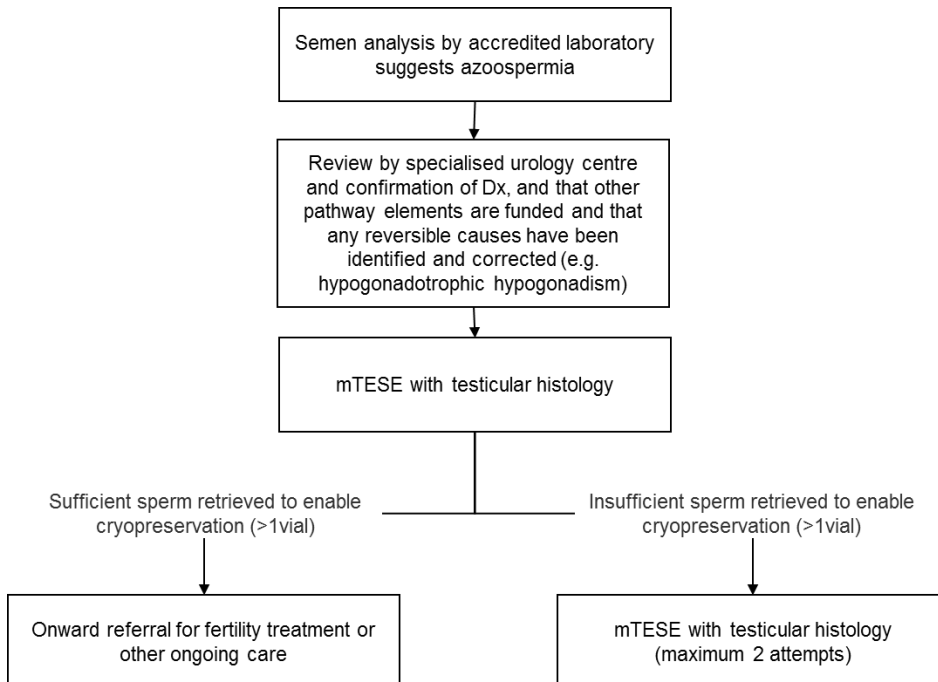 Semen analysis by accredited laboratory
suggests azoospermia
Review by specialised urology centre
and confirmation of Dx, and that other
pathway elements are funded and that
any reversible causes have been
identified and corrected (e.g.
hypogonadotrophic hypogonadism)
mTESE with testicular histology
Sufficient sperm retrieved to enable
cryopreservation (>1vial)
Insufficient sperm retrieved to enable
cryopreservation (>1vial)
Onward referral for fertility treatment or
other ongoing care
mTESE with testicular histology
(maximum 2 attempts)